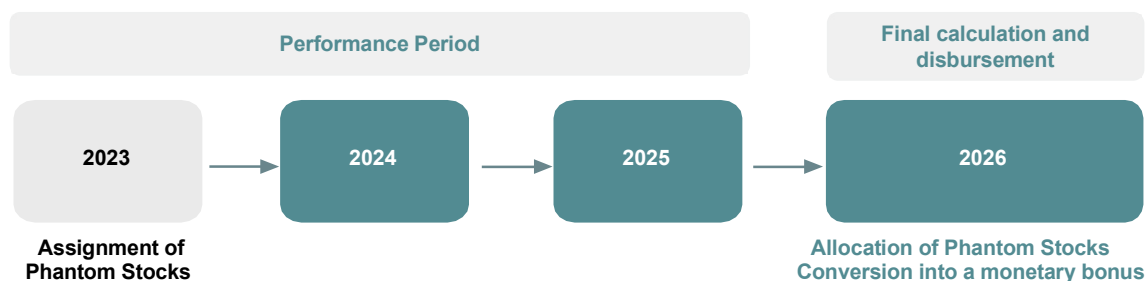 Performance Period
Final calculation and
disbursement
2023
2024
2025
2026
Assignment of
Phantom Stocks
Allocation of Phantom Stocks
Conversion into a monetary bonus